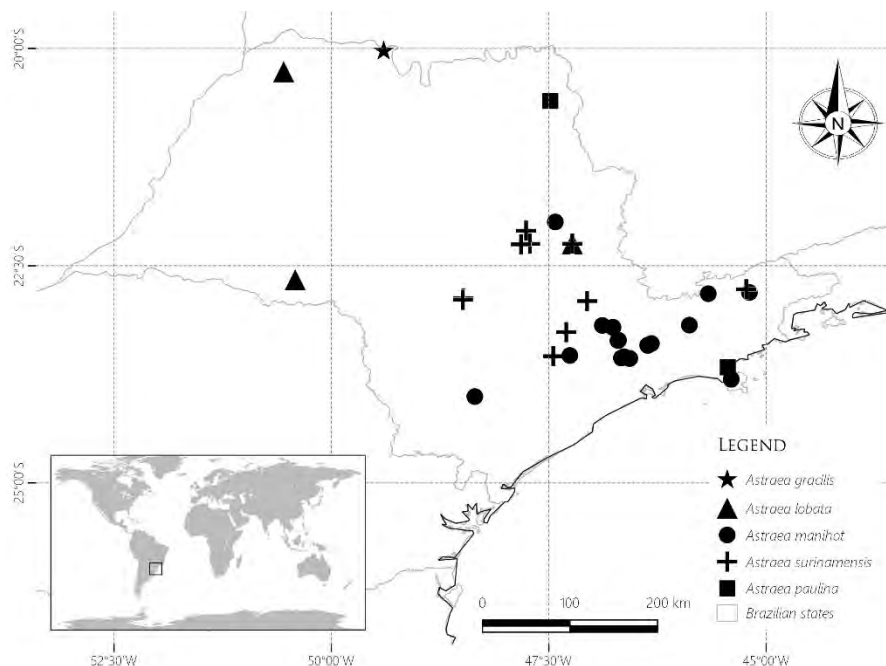 20°00'S
22°30'S
25°00'S
N
LEGEND
Astraea gracilis
Astraea lobata
Astraea manihot
Astraea surinamensis
Astraea paulina
Brazilian states
0 100 200 km
52°30'W 50°00'W 47°30'W 45°00'W